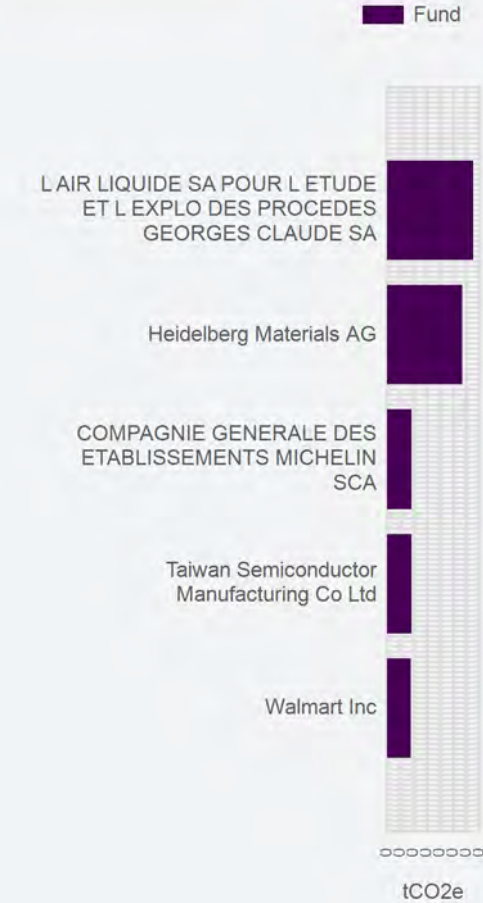 Fund
L AIR LIQUIDE SA POUR L ETUDE
ET L EXPLO DES PROCEDES
GEORGES CLAUDE SA
Heidelberg Materials AG
COMPAGNIE GENERALE DES
ETABLISSEMENTS MICHELIN
SCA
Taiwan Semiconductor
Manufacturing Co Ltd
Walmart Inc
tCO2e